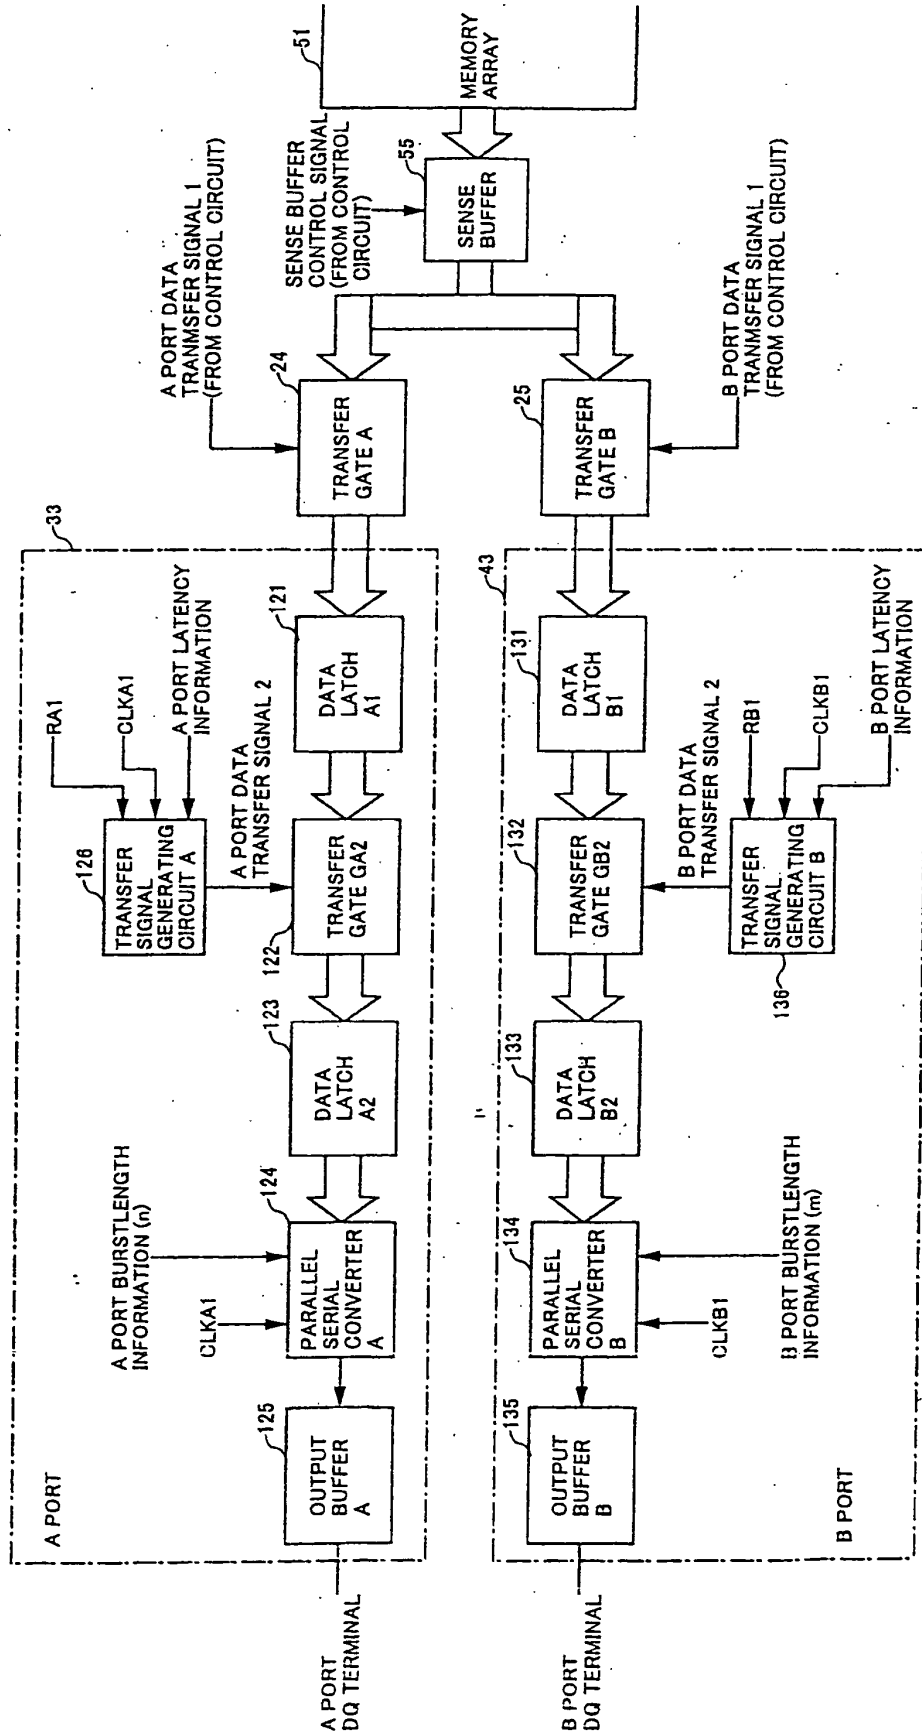 33
A PORT
RA1
CLKA1
A PORT LATENCY
INFORMATION
126
TRANSFER
SIGNAL
GENERATING
CIRCUIT A
A PORT DATA
TRANSFER SIGNAL 2
A PORT BURSTLENGTH
INFORMATION (n)
CLKA1
A PORT
DQ TERMINAL
125
OUTPUT
BUFFER
A
124
PARALLEL
SERIAL
CONVERTER
A
123
DATA
LATCH
A2
122
TRANSFER
GATE GA2
121
DATA
LATCH
A1
A PORT DATA
TRANMSFER SIGNAL 1
(FROM CONTROL CIRCUIT)
24
TRANSFER
GATE A
SENSE BUFFER
CONTROL SIGNAL
(FROM CONTROL
CIRCUIT)
55
SENSE
BUFFER
51
MEMORY
ARRAY
43
B PORT
DQ TERMINAL
135
OUTPUT
BUFFER
B
134
PARALLEL
SERIAL
CONVERTER
B
133
DATA
LATCH
B2
132
TRANSFER
GATE GB2
131
DATA
LATCH
B1
25
TRANSFER
GATE B
B PORT DATA
TRANMSFER SIGNAL 1
(FROM CONTROL CIRCUIT)
B PORT DATA
TRANSFER SIGNAL 2
136
TRANSFER
SIGNAL
GENERATING
CIRCUIT B
RB1
CLKB1
B PORT LATENCY
INFORMATION
CLKB1
B PORT BURSTLENGTH
INFORMATION (m)
B PORT